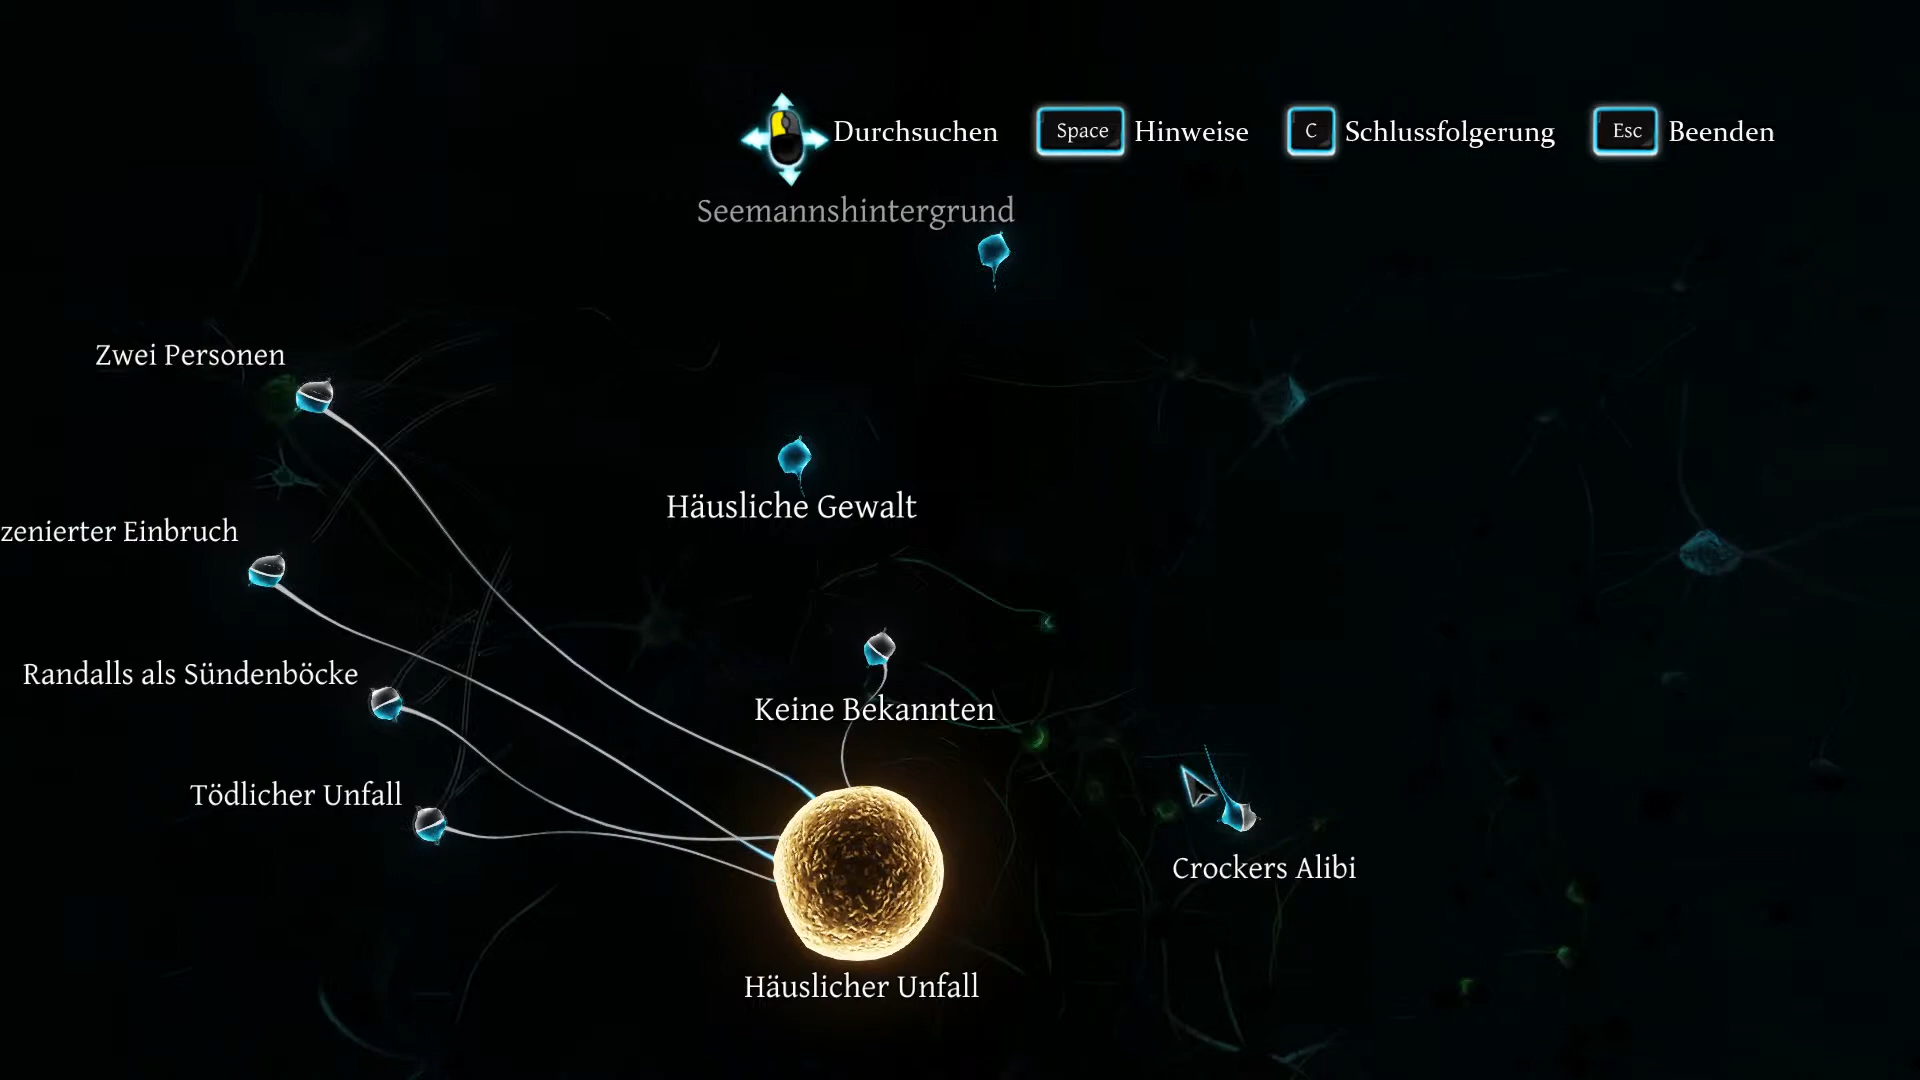 Durchsuchen
Space Hinweise
C Schlussfolgerung
Esc Beenden
Seemannshintergrund
Zwei Personen
Häusliche Gewalt
zenierter Einbruch
Randalls als Sündenböcke
Keine Bekannten
Tödlicher Unfall
Crockers Alibi
Häuslicher Unfall